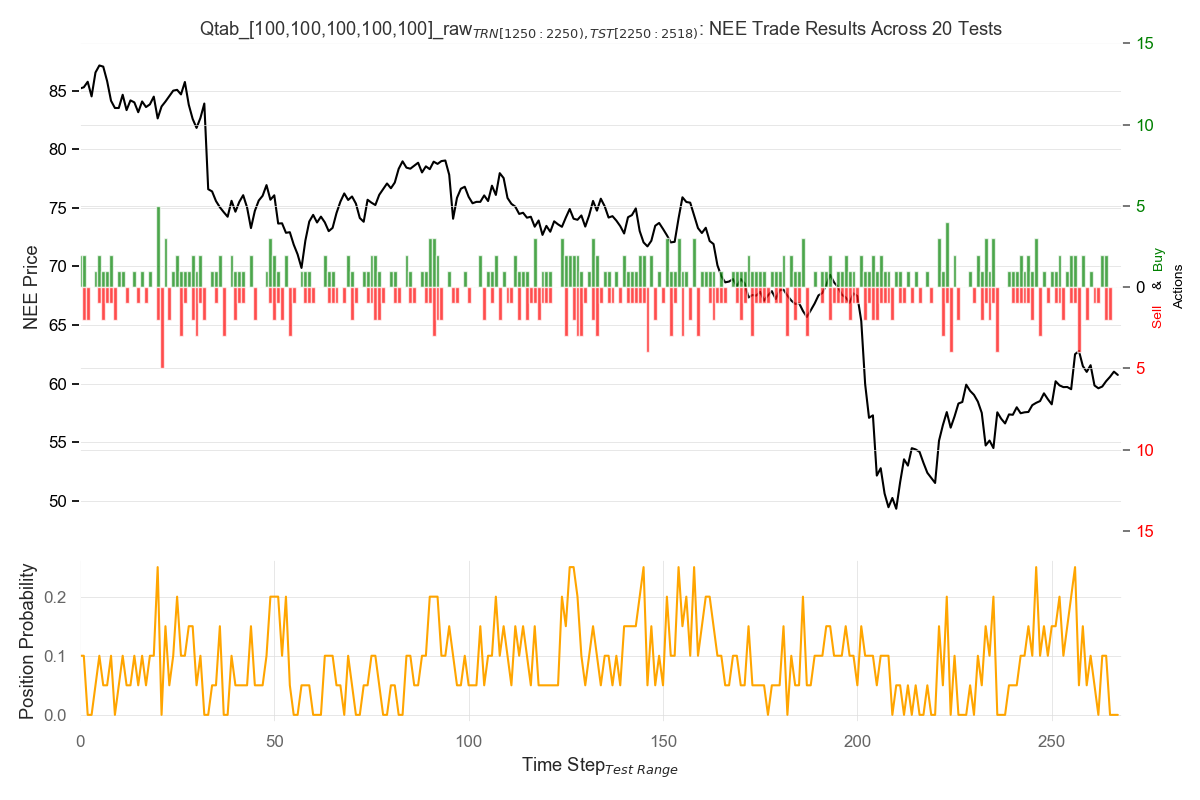 Qtab_[100,100,100,100,100]_raw_TRN[1250:2250),TST[2250:2518): NEE Trade Results Across 20 Tests
NEE Price
85
80
75
70
65
60
55
50
15
10
5
0
5
10
15
Sell & Buy
Actions
Position Probability
0.2
0.1
0.0
0 50 100 150 200 250
Time Step Test Range